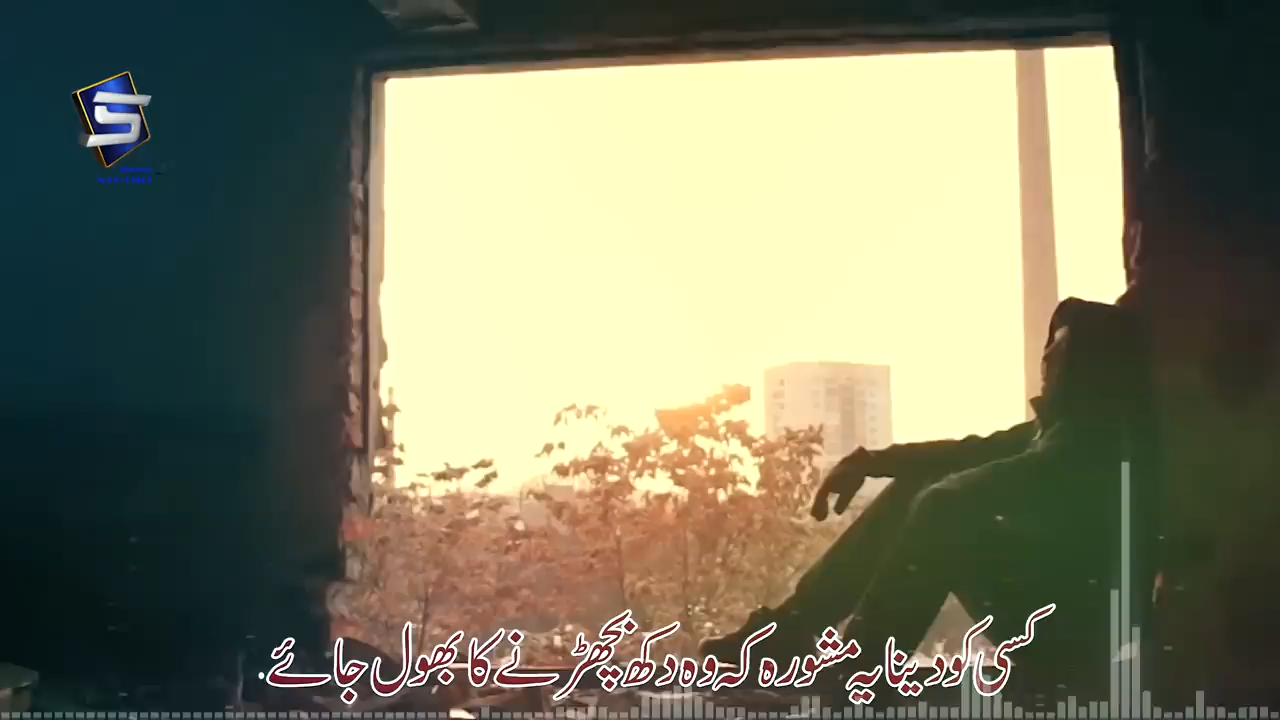 S
کسی کو دینا یہ مشورہ کہ وہ دکھ بچھڑنے کا بھول جائے.